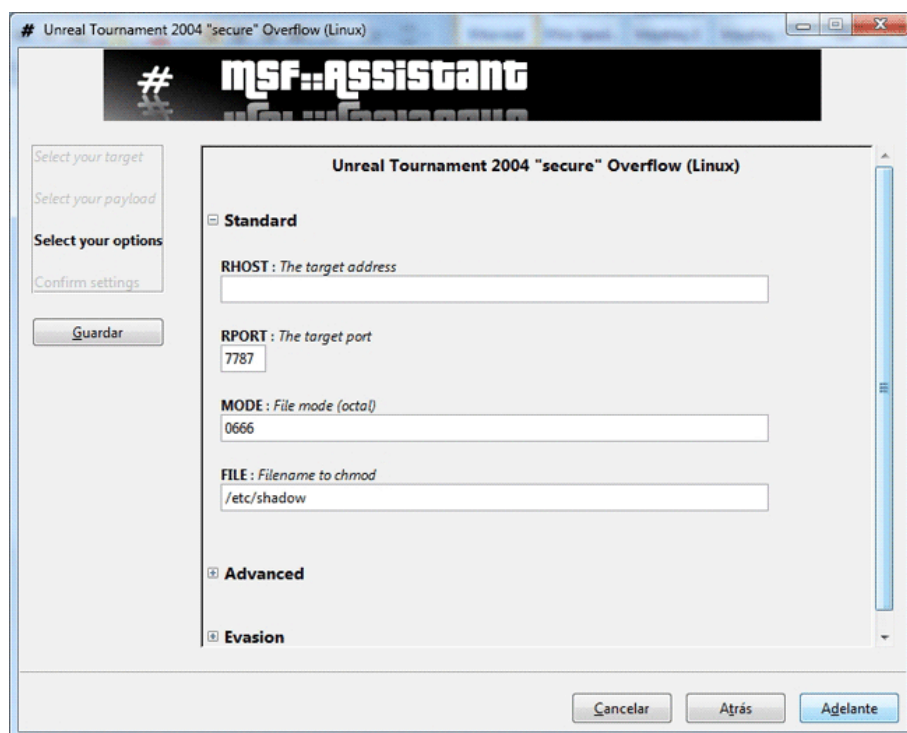 # Unreal Tournament 2004 "secure" Overflow (Linux)
# MSF::Assistant
Select your target
Select your payload
Select your options
Confirm settings
Guardar
Unreal Tournament 2004 "secure" Overflow (Linux)
Standard
RHOST : The target address
RPORT : The target port
7787
MODE : File mode (octal)
0666
FILE : Filename to chmod
/etc/shadow
Advanced
Evasion
Cancelar Atrás Adelante